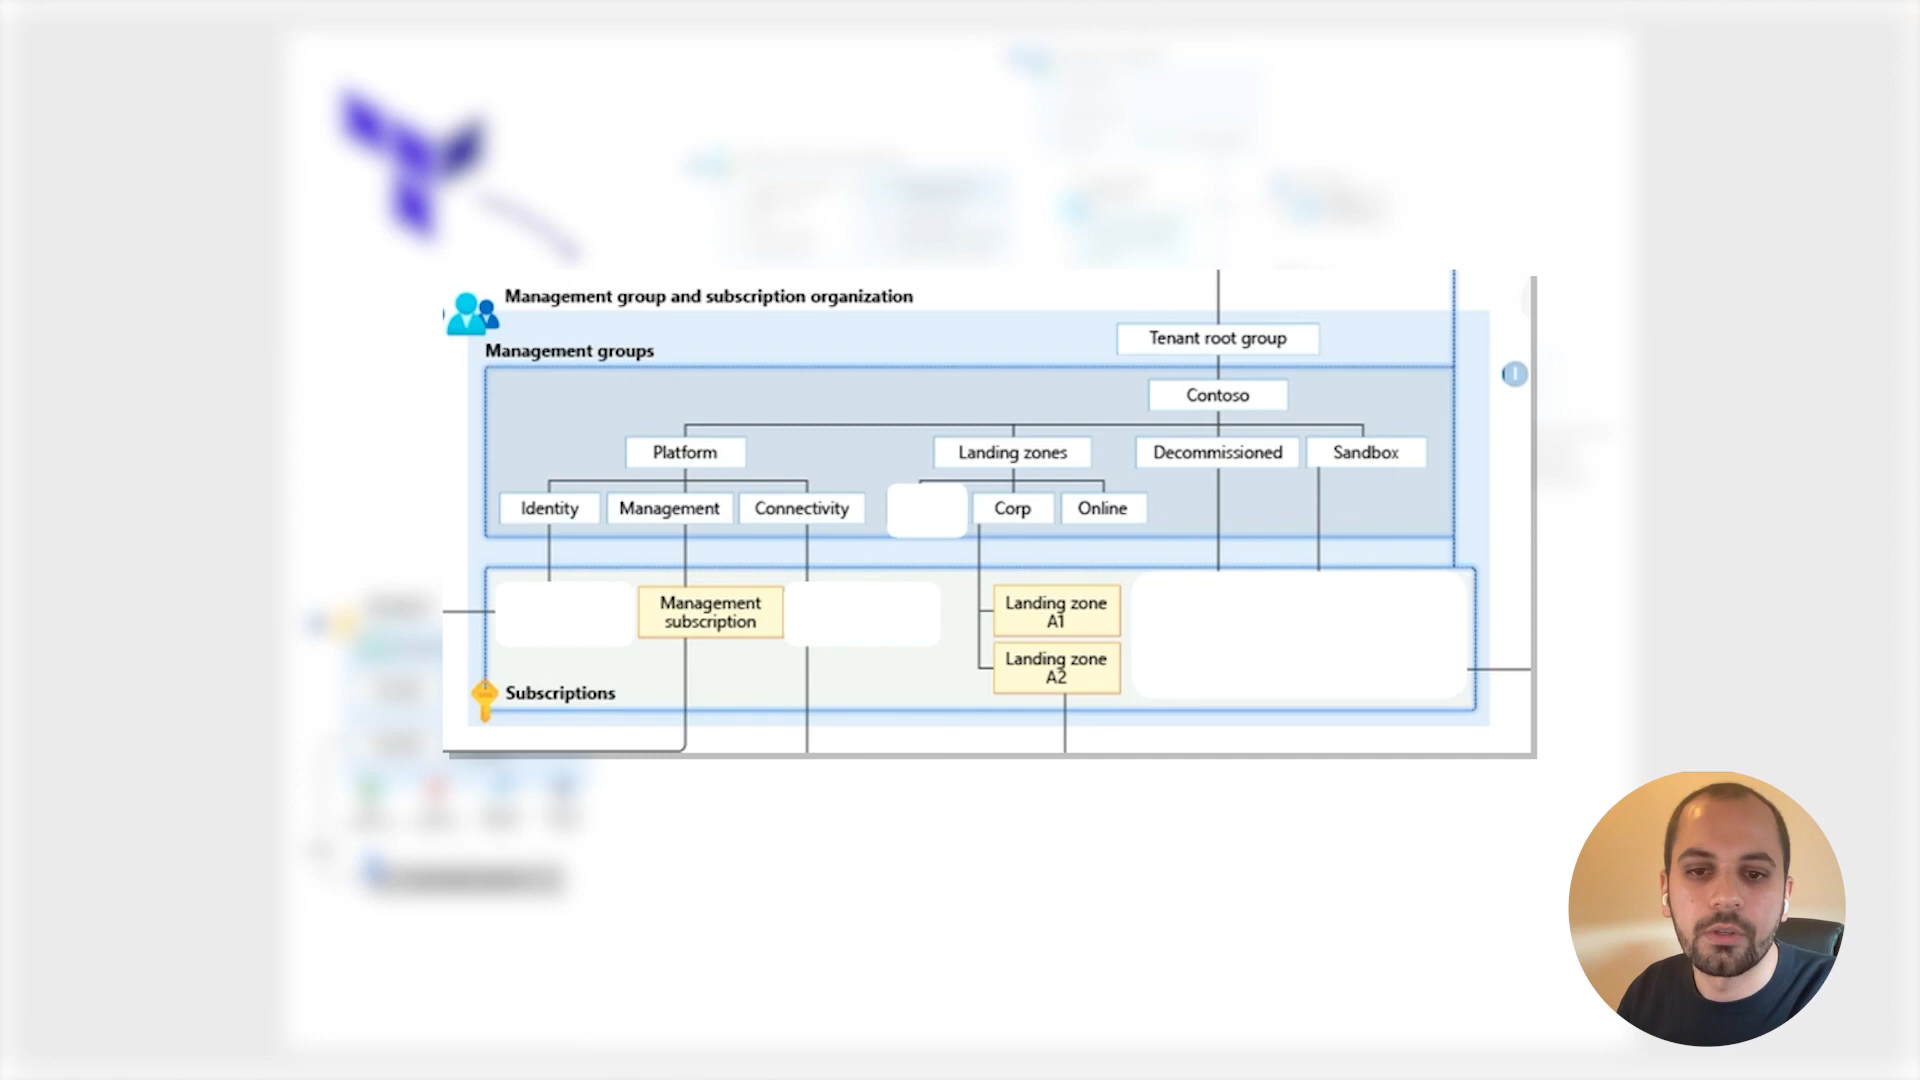 Management group and subscription organization
Tenant root group
Management groups
Contoso
Platform
Landing zones
Decommissioned
Sandbox
Identity
Management
Connectivity
Corp
Online
Management
subscription
Landing zone
A1
Landing zone
A2
Subscriptions